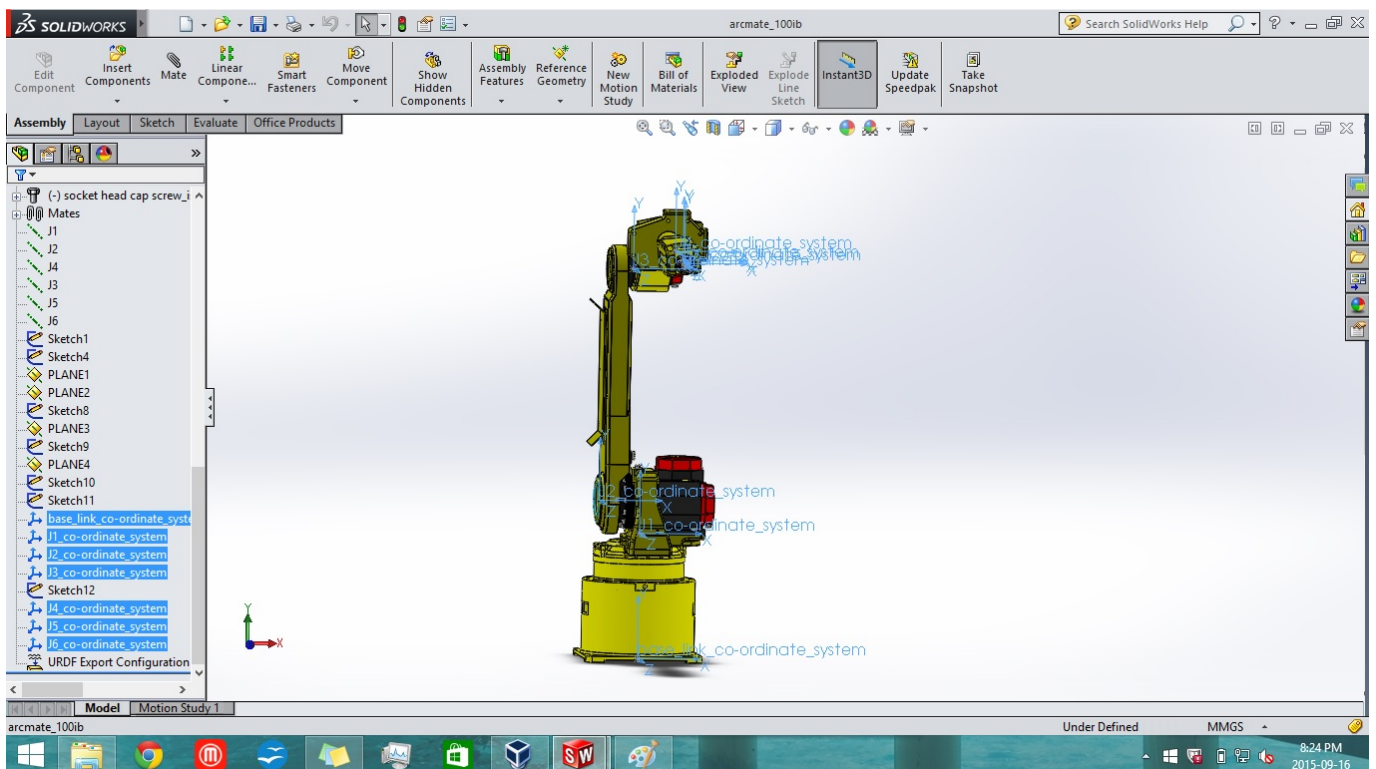 SOLIDWORKS
arcmate_100ib
Search SolidWorks Help
Edit Component
Insert Components
Mate
Linear Compone...
Smart Fasteners
Move Component
Show Hidden Components
Assembly Features
Reference Geometry
New Motion Study
Bill of Materials
Exploded View
Explode Line Sketch
Instant3D
Update Speedpak
Take Snapshot
Assembly
Layout
Sketch
Evaluate
Office Products
(-) socket head cap screw_i
Mates
J1
J2
J4
J3
J5
J6
Sketch1
Sketch4
PLANE1
PLANE2
Sketch8
PLANE3
Sketch9
PLANE4
Sketch10
Sketch11
base_link_co-ordinate_syste
J1_co-ordinate_system
J2_co-ordinate_system
J3_co-ordinate_system
Sketch12
J4_co-ordinate_system
J5_co-ordinate_system
J6_co-ordinate_system
URDF Export Configuration
J2_co-ordinate_system
J1_co-ordinate_system
base_link_co-ordinate_system
Y
X
Model
Motion Study 1
arcmate_100ib
Under Defined
MMGS
SW
8:24 PM
2015-09-16